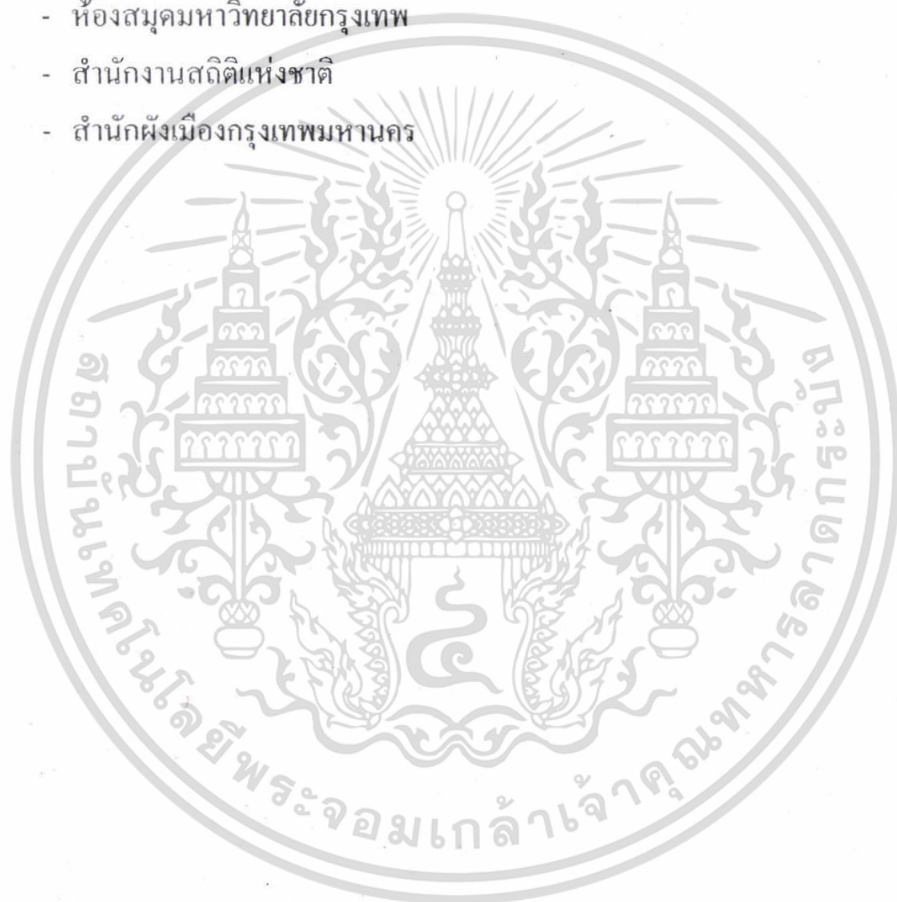 - ห้องสมุดมหาวิทยาลัยกรุงเทพ
- สำนักงานสถิติแห่งชาติ
- สำนักผังเมืองกรุงเทพมหานคร
สถาบันเทคโนโลยีพระจอมเกล้าเจ้าคุณทหารลาดกระบัง